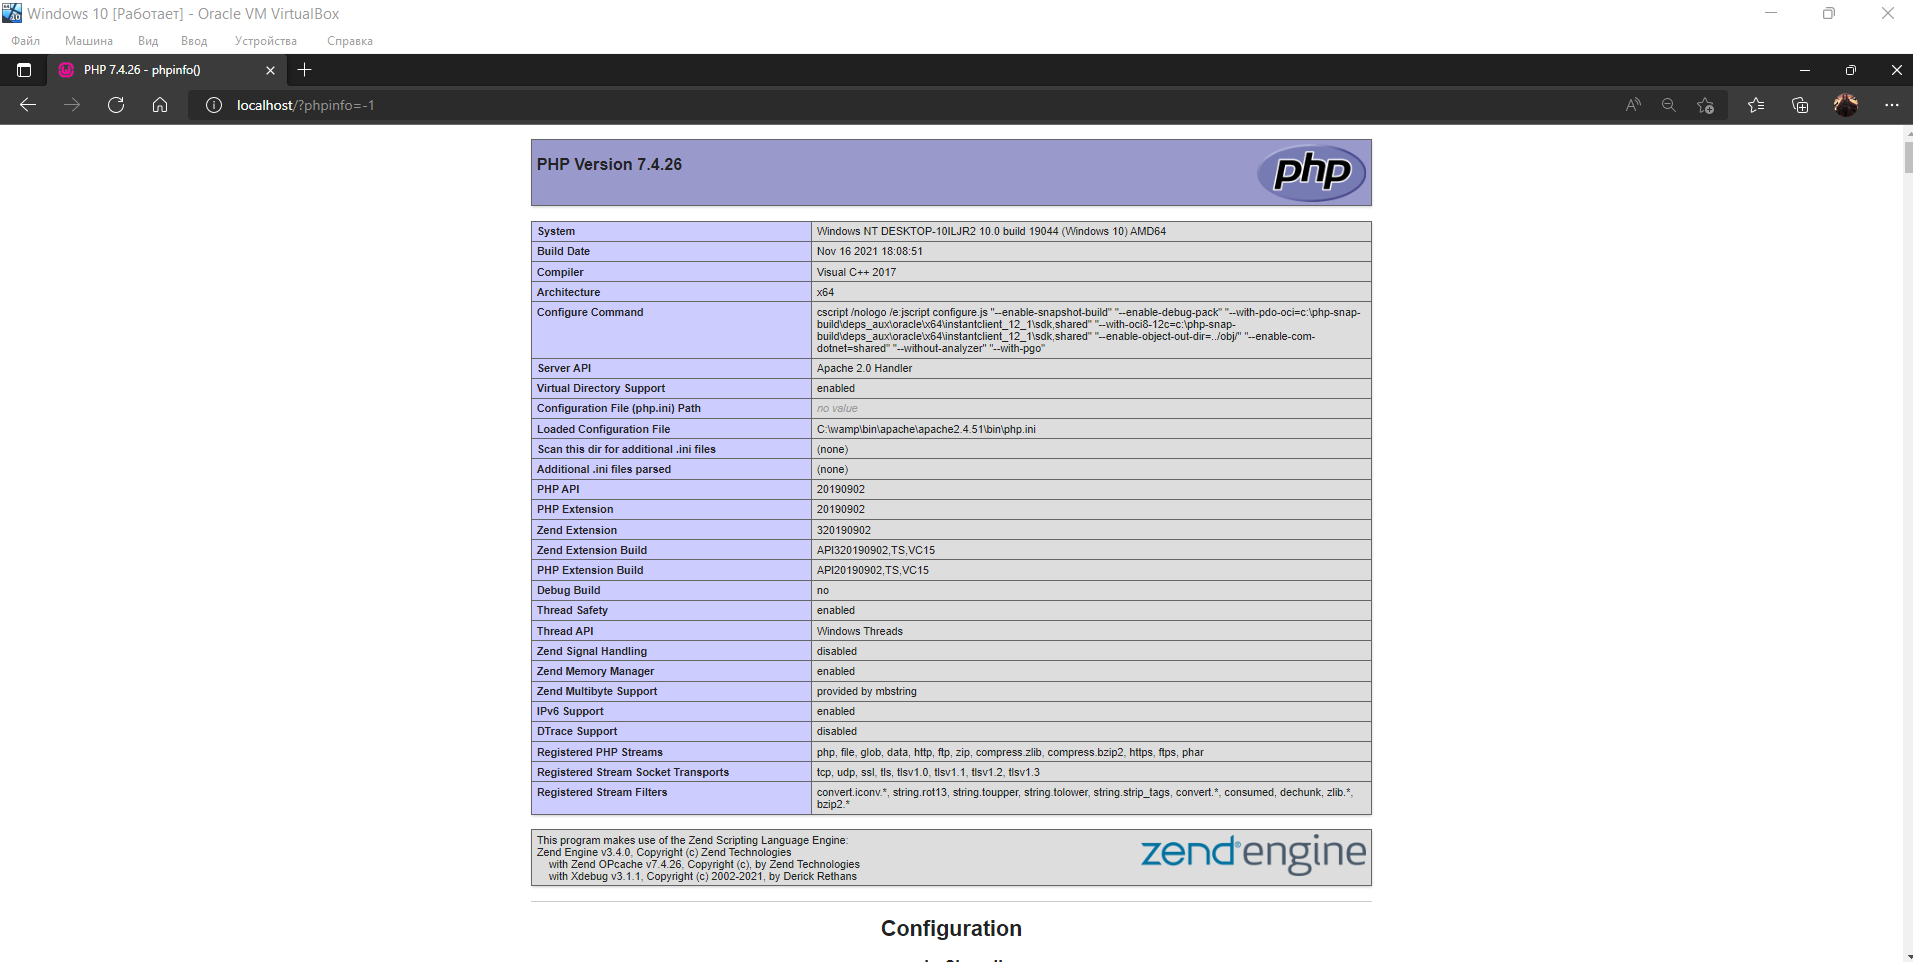 Windows 10 [Работает] - Oracle VM VirtualBox
Файл Машина Вид Ввод Устройства Справка
PHP 7.4.26 - phpinfo()
localhost/?phpinfo=-1
PHP Version 7.4.26
php
System Windows NT DESKTOP-10ILJR2 10.0 build 19044 (Windows 10) AMD64
Build Date Nov 16 2021 18:08:51
Compiler Visual C++ 2017
Architecture x64
Configure Command cscript /nologo /e:jscript configure.js "--enable-snapshot-build" "--enable-debug-pack" "--with-pdo-oci=c:\php-snap-
build\deps_aux\oracle\x64\instantclient_12_1\sdk,shared" "--with-oci8-12c=c:\php-snap-
build\deps_aux\oracle\x64\instantclient_12_1\sdk,shared" "--enable-object-out-dir=../obj/" "--enable-com-
dotnet=shared" "--without-analyzer" "--with-pgo"
Server API Apache 2.0 Handler
Virtual Directory Support enabled
Configuration File (php.ini) Path no value
Loaded Configuration File C:\wamp\bin\apache\apache2.4.51\bin\php.ini
Scan this dir for additional .ini files (none)
Additional .ini files parsed (none)
PHP API 20190902
PHP Extension 20190902
Zend Extension 320190902
Zend Extension Build API320190902,TS,VC15
PHP Extension Build API20190902,TS,VC15
Debug Build no
Thread Safety enabled
Thread API Windows Threads
Zend Signal Handling disabled
Zend Memory Manager enabled
Zend Multibyte Support provided by mbstring
IPv6 Support enabled
DTrace Support disabled
Registered PHP Streams php, file, glob, data, http, ftp, zip, compress.zlib, compress.bzip2, https, ftps, phar
Registered Stream Socket Transports tcp, udp, ssl, tls, tlsv1.0, tlsv1.1, tlsv1.2, tlsv1.3
Registered Stream Filters convert.iconv.*, string.rot13, string.toupper, string.tolower, string.strip_tags, convert.*, consumed, dechunk, zlib.*,
bzip2.*
This program makes use of the Zend Scripting Language Engine:
Zend Engine v3.4.0, Copyright (c) Zend Technologies
with Zend OPcache v7.4.26, Copyright (c), by Zend Technologies
with Xdebug v3.1.1, Copyright (c) 2002-2021, by Derick Rethans
zend engine
Configuration